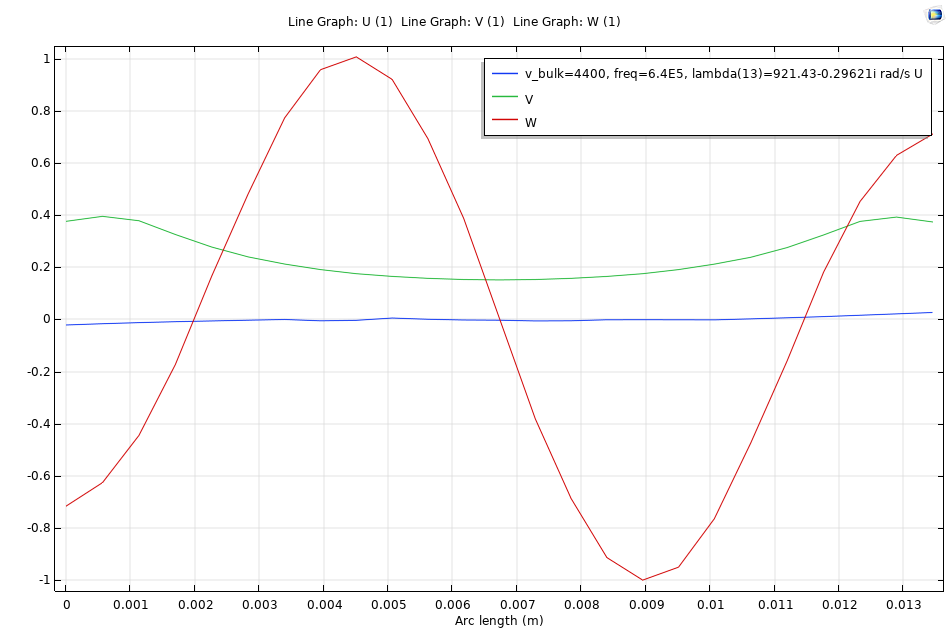 Line Graph: U (1) Line Graph: V (1) Line Graph: W (1)
v_bulk=4400, freq=6.4E5, lambda(13)=921.43-0.29621i rad/s U
V
W
1
0.8
0.6
0.4
0.2
0
-0.2
-0.4
-0.6
-0.8
-1
0 0.001 0.002 0.003 0.004 0.005 0.006 0.007 0.008 0.009 0.01 0.011 0.012 0.013
Arc length (m)